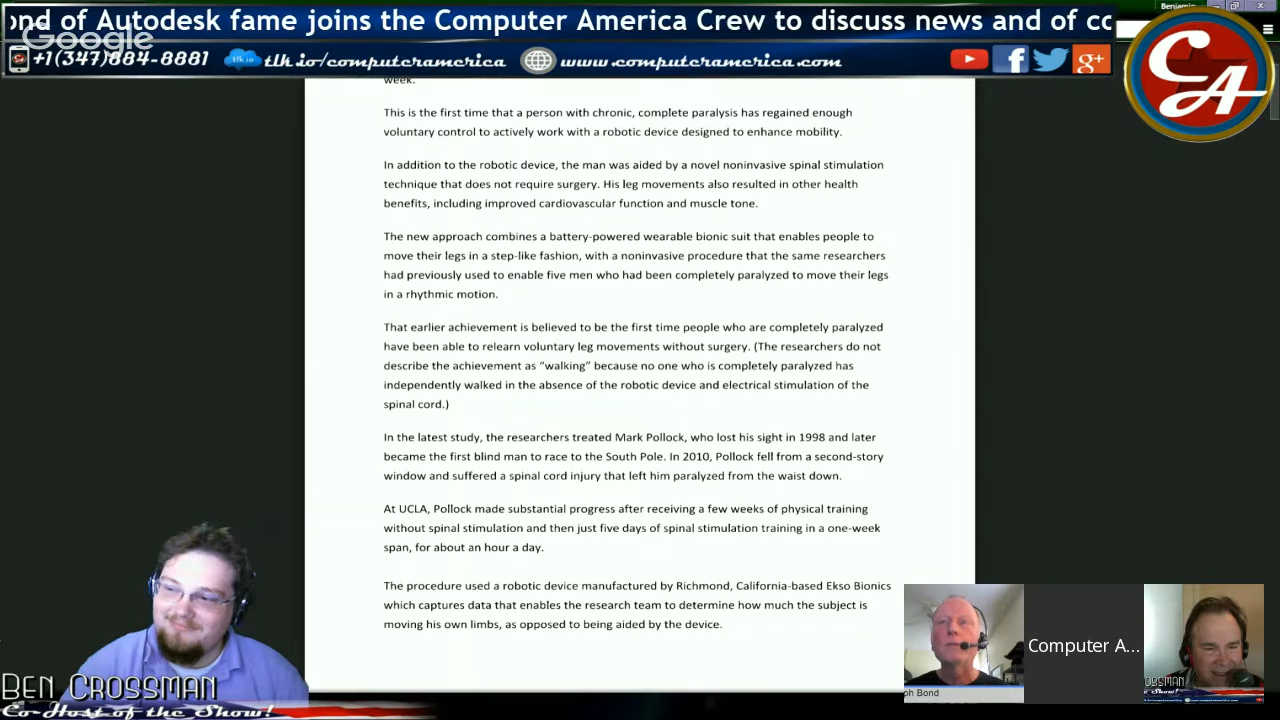 ond of Autodesk fame joins the Computer America Crew to discuss news and of co
Benjamin
Google
+1(347)884-8881 tlk.io tlk.io/computeramerica www.computeramerica.com
CA
week.
This is the first time that a person with chronic, complete paralysis has regained enough
voluntary control to actively work with a robotic device designed to enhance mobility.
In addition to the robotic device, the man was aided by a novel noninvasive spinal stimulation
technique that does not require surgery. His leg movements also resulted in other health
benefits, including improved cardiovascular function and muscle tone.
The new approach combines a battery-powered wearable bionic suit that enables people to
move their legs in a step-like fashion, with a noninvasive procedure that the same researchers
had previously used to enable five men who had been completely paralyzed to move their legs
in a rhythmic motion.
That earlier achievement is believed to be the first time people who are completely paralyzed
have been able to relearn voluntary leg movements without surgery. (The researchers do not
describe the achievement as “walking” because no one who is completely paralyzed has
independently walked in the absence of the robotic device and electrical stimulation of the
spinal cord.)
In the latest study, the researchers treated Mark Pollock, who lost his sight in 1998 and later
became the first blind man to race to the South Pole. In 2010, Pollock fell from a second-story
window and suffered a spinal cord injury that left him paralyzed from the waist down.
At UCLA, Pollock made substantial progress after receiving a few weeks of physical training
without spinal stimulation and then just five days of spinal stimulation training in a one-week
span, for about an hour a day.
The procedure used a robotic device manufactured by Richmond, California-based Ekso Bionics
which captures data that enables the research team to determine how much the subject is
moving his own limbs, as opposed to being aided by the device.
Computer A...
BEN CROSSMAN
Co-Host of the Show!
ph Bond
OSSMAN